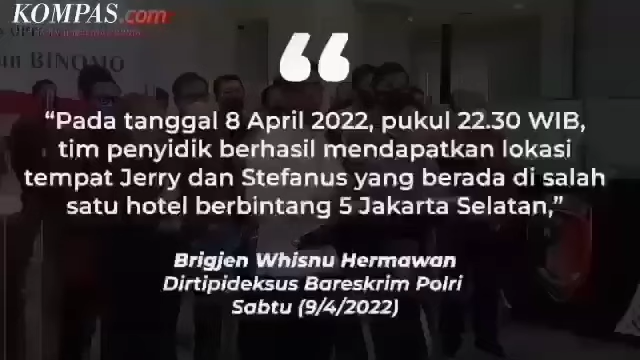 KOMPAS.com
BINOMO
“Pada tanggal 8 April 2022, pukul 22.30 WIB,
tim penyidik berhasil mendapatkan lokasi
tempat Jerry dan Stefanus yang berada di salah
satu hotel berbintang 5 Jakarta Selatan,”
Brigjen Whisnu Hermawan
Dirtipideksus Bareskrim Polri
Sabtu (9/4/2022)